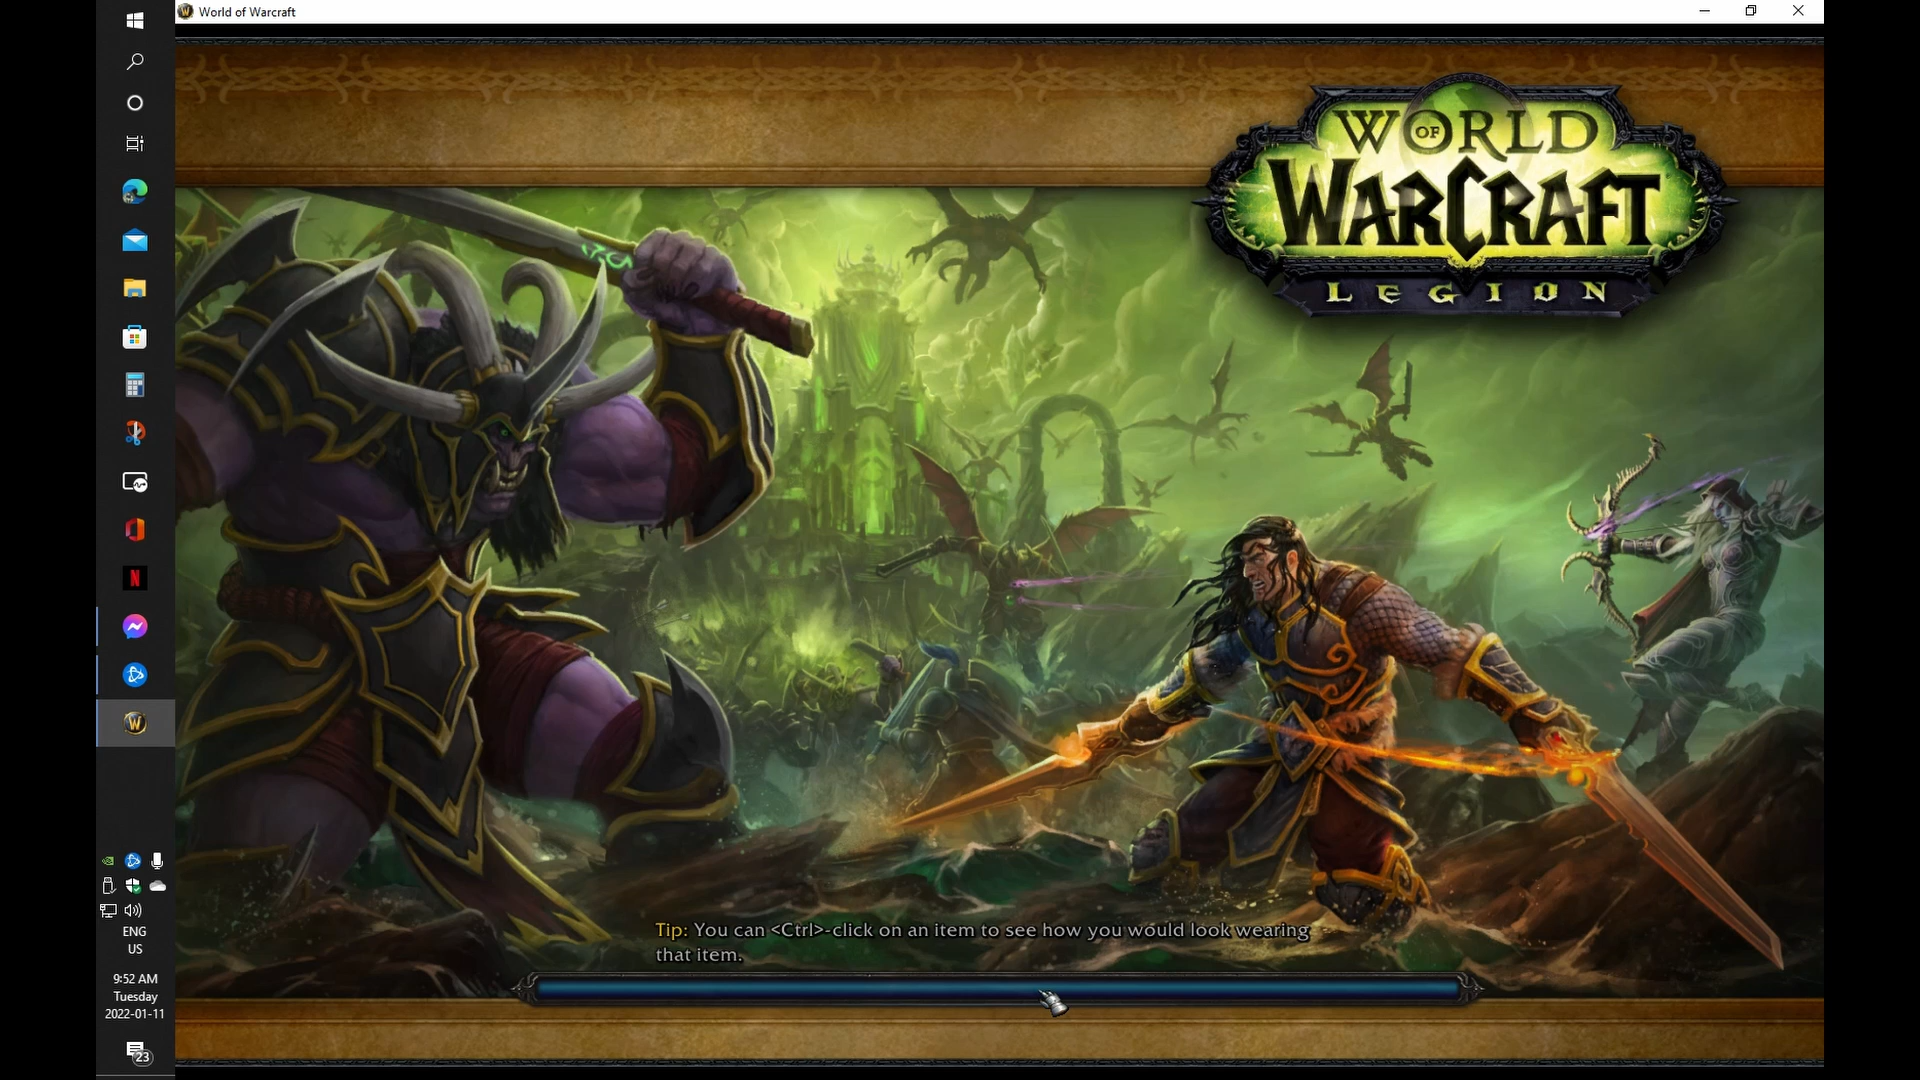 World of Warcraft
WORLD
OF
WARCRAFT
LEGION
Tip: You can <Ctrl>-click on an item to see how you would look wearing
that item.
N
W
ENG
US
9:52 AM
Tuesday
2022-01-11
23